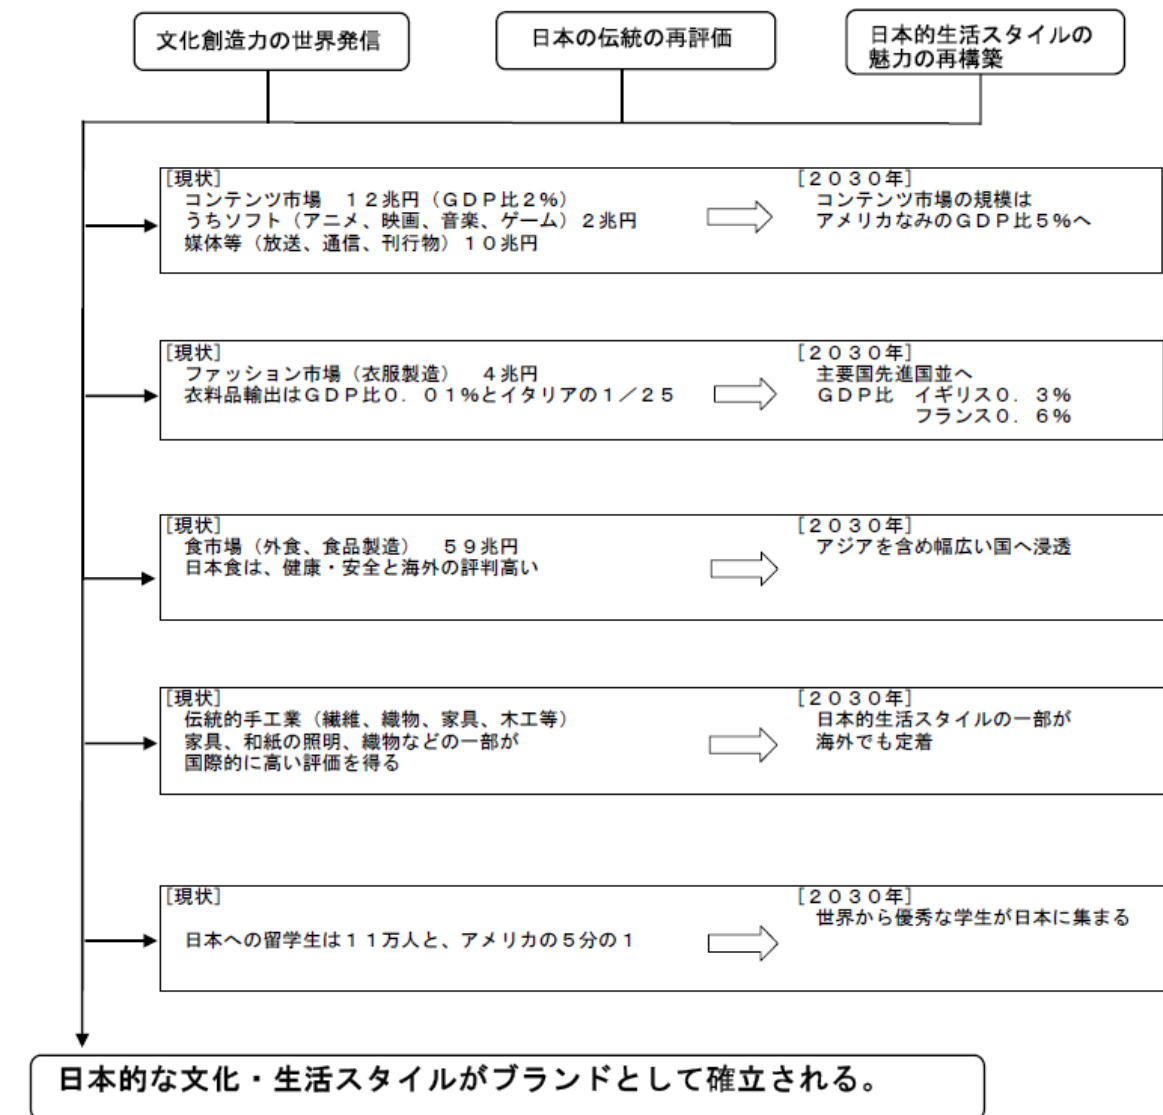 文化創造力の世界発信
日本の伝統の再評価
日本的生活スタイルの
魅力の再構築
[現状]
コンテンツ市場　１２兆円（ＧＤＰ比２％）
うちソフト（アニメ、映画、音楽、ゲーム）２兆円
媒体等（放送、通信、刊行物）１０兆円
[２０３０年]
コンテンツ市場の規模は
アメリカなみのＧＤＰ比５％へ
[現状]
ファッション市場（衣服製造）　４兆円
衣料品輸出はＧＤＰ比０．０１％とイタリアの１／２５
[２０３０年]
主要国先進国並へ
ＧＤＰ比　イギリス０．３％
フランス０．６％
[現状]
食市場（外食、食品製造）　５９兆円
日本食は、健康・安全と海外の評判高い
[２０３０年]
アジアを含め幅広い国へ浸透
[現状]
伝統的手工業（繊維、織物、家具、木工等）
家具、和紙の照明、織物などの一部が
国際的に高い評価を得る
[２０３０年]
日本的生活スタイルの一部が
海外でも定着
[現状]
日本への留学生は１１万人と、アメリカの５分の１
[２０３０年]
世界から優秀な学生が日本に集まる
日本的な文化・生活スタイルがブランドとして確立される。